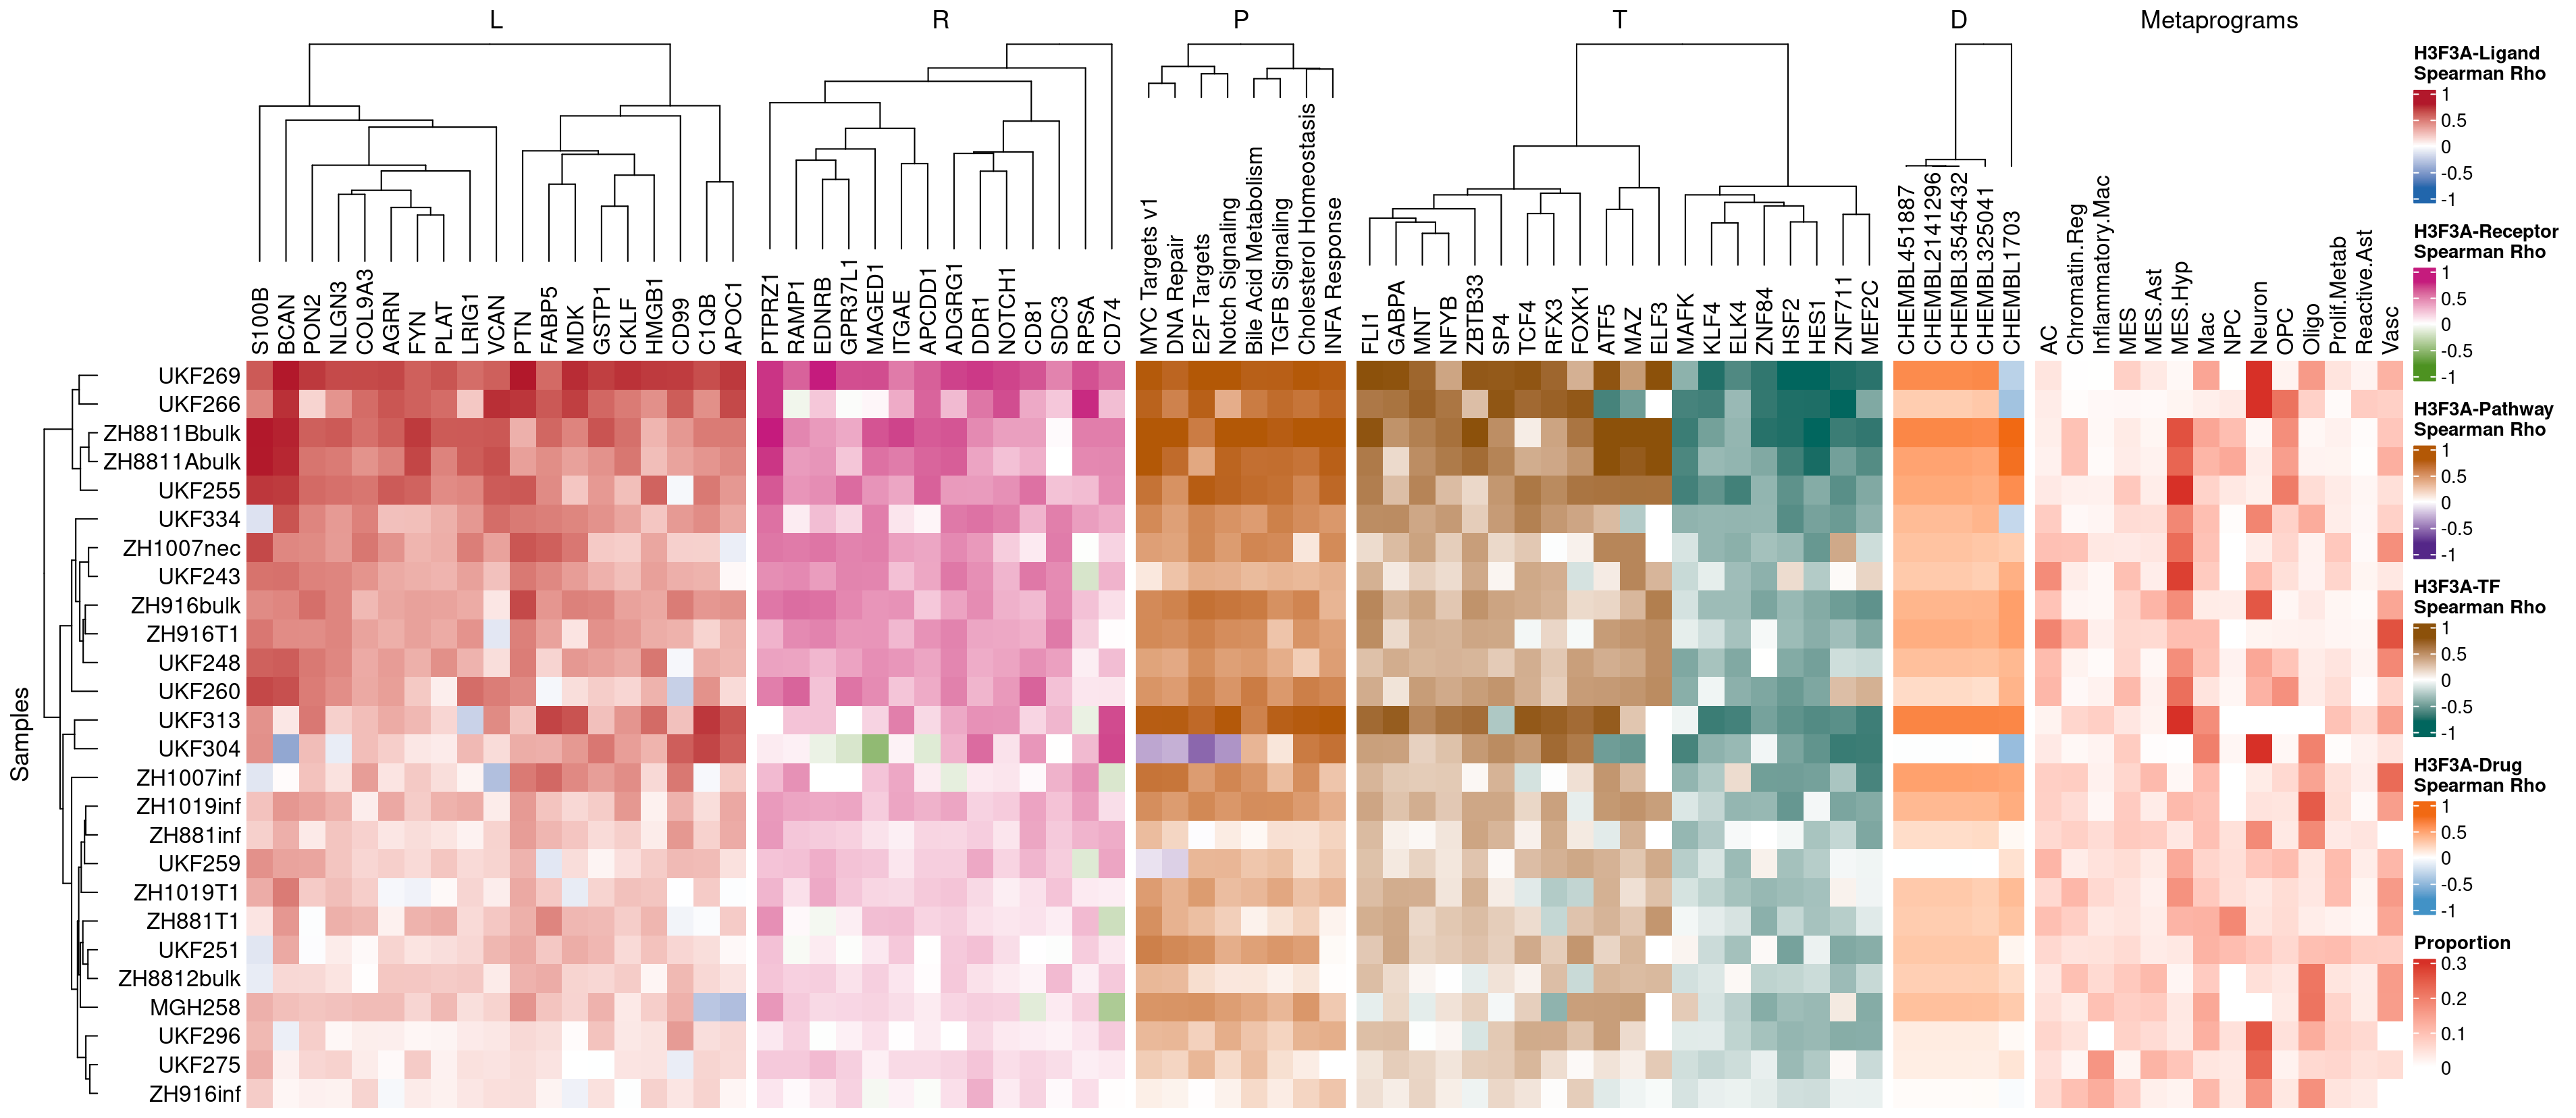 L R P T D Metaprograms
S100B BCAN PON2 NLGN3 COL9A3 AGRN FYN PLAT LRIG1 VCAN PTN FABP5 MDK GSTP1 CKLF HMGB1 CD99 C1QB APOC1
PTPRZ1 RAMP1 EDNRB GPR37L1 MAGED1 ITGAE APCDD1 ADGRG1 DDR1 NOTCH1 CD81 SDC3 RPSA CD74
MYC Targets v1
DNA Repair
E2F Targets
Notch Signaling
Bile Acid Metabolism
TGFB Signaling
Cholesterol Homeostasis
INFA Response
FLI1 GABPA MNT NFYB ZBTB33 SP4 TCF4 RFX3 FOXK1 ATF5 MAZ ELF3 MAFK KLF4 ELK4 ZNF84 HSF2 HES1 ZNF711 MEF2C
CHEMBL451887
CHEMBL2141296
CHEMBL3545432
CHEMBL325041
CHEMBL1703
AC Chromatin.Reg Inflammatory.Mac MES MES.Ast MES.Hyp Mac NPC Neuron OPC Oligo Prolif.Metab Reactive.Ast Vasc
Samples
UKF269
UKF266
ZH8811Bbulk
ZH8811Abulk
UKF255
UKF334
ZH1007nec
UKF243
ZH916bulk
ZH916T1
UKF248
UKF260
UKF313
UKF304
ZH1007inf
ZH1019inf
ZH881inf
UKF259
ZH1019T1
ZH881T1
UKF251
ZH8812bulk
MGH258
UKF296
UKF275
ZH916inf
H3F3A-Ligand
Spearman Rho
1
0.5
0
-0.5
-1
H3F3A-Receptor
Spearman Rho
1
0.5
0
-0.5
-1
H3F3A-Pathway
Spearman Rho
1
0.5
0
-0.5
-1
H3F3A-TF
Spearman Rho
1
0.5
0
-0.5
-1
H3F3A-Drug
Spearman Rho
1
0.5
0
-0.5
-1
Proportion
0.3
0.2
0.1
0